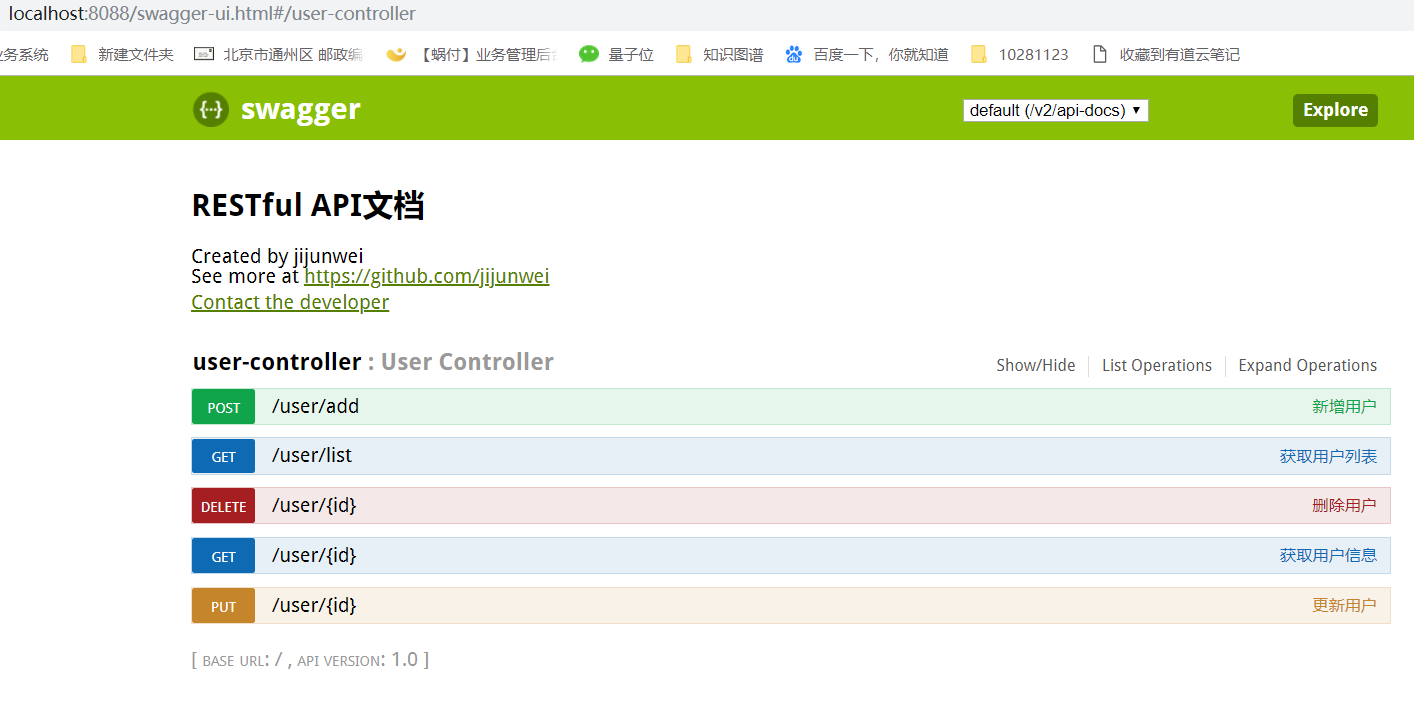 localhost:8088/swagger-ui.html#/user-controller
务系统 新建文件夹 北京市通州区 邮政编 【蜗付】业务管理后 量子位 知识图谱 百度一下，你就知道 10281123 收藏到有道云笔记
{···} swagger default (/v2/api-docs) Explore
RESTful API文档
Created by jijunwei
See more at https://github.com/jijunwei
Contact the developer
user-controller : User Controller Show/Hide List Operations Expand Operations
POST /user/add 新增用户
GET /user/list 获取用户列表
DELETE /user/{id} 删除用户
GET /user/{id} 获取用户信息
PUT /user/{id} 更新用户
[ BASE URL: / , API VERSION: 1.0 ]